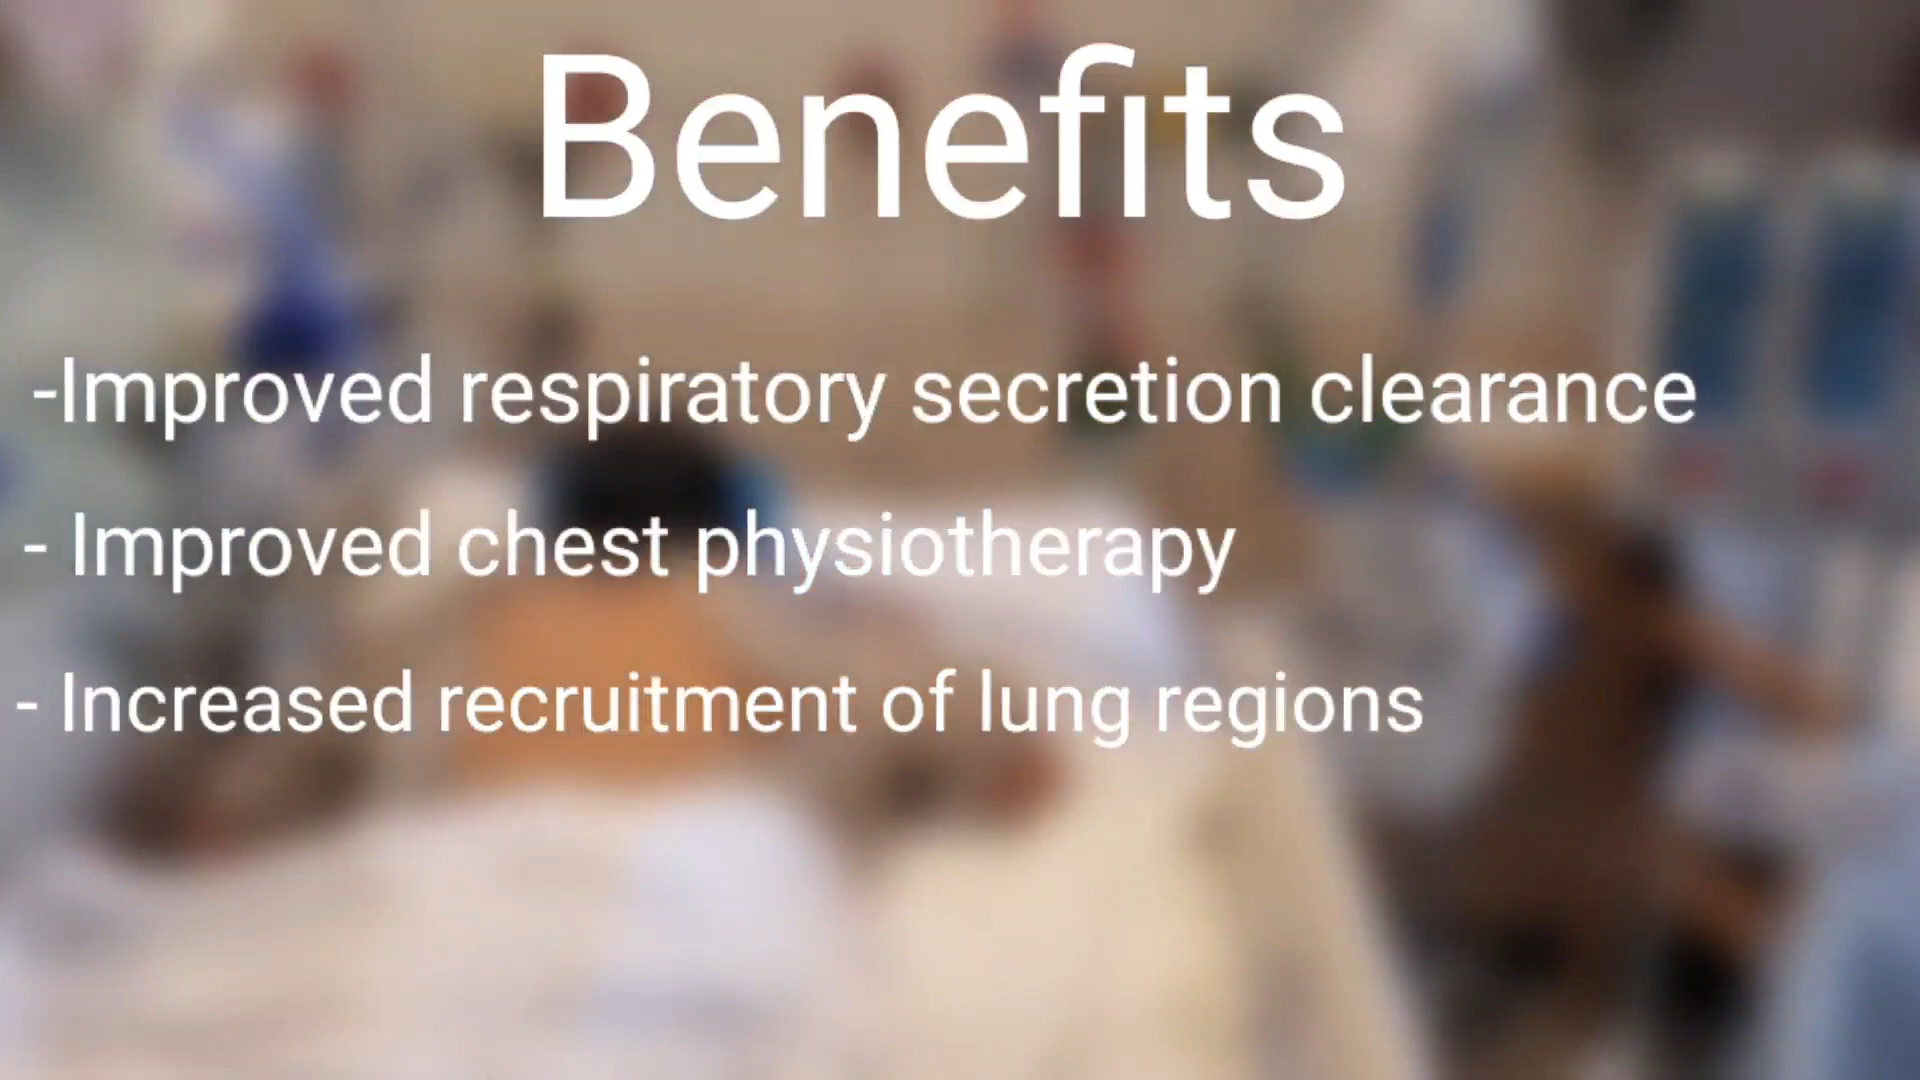 Benefits
-Improved respiratory secretion clearance
- Improved chest physiotherapy
- Increased recruitment of lung regions